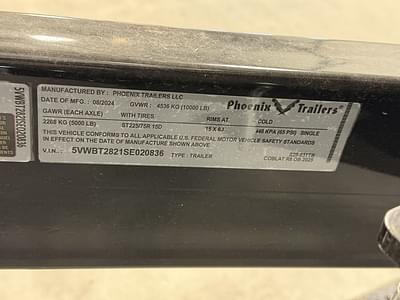 MANUFACTURED BY : PHOENIX TRAILERS LLC
DATE OF MFG. : 08/2024 GVWR : 4536 KG (10000 LB)
Phoenix Trailers
GAWR (EACH AXLE) WITH TIRES RIMS AT: COLD
2268 KG (5000 LB) ST225/75R 15D 15 X 6J 448 KPA (65 PSI) SINGLE
THIS VEHICLE CONFORMS TO ALL APPLICABLE U.S. FEDERAL MOTOR VEHICLE SAFETY STANDARDS
IN EFFECT ON THE DATE OF MANUFACTURE SHOWN ABOVE
V.I.N. : 5VWBT2821SE020836 TYPE : TRAILER
5VWBT2821SE020836